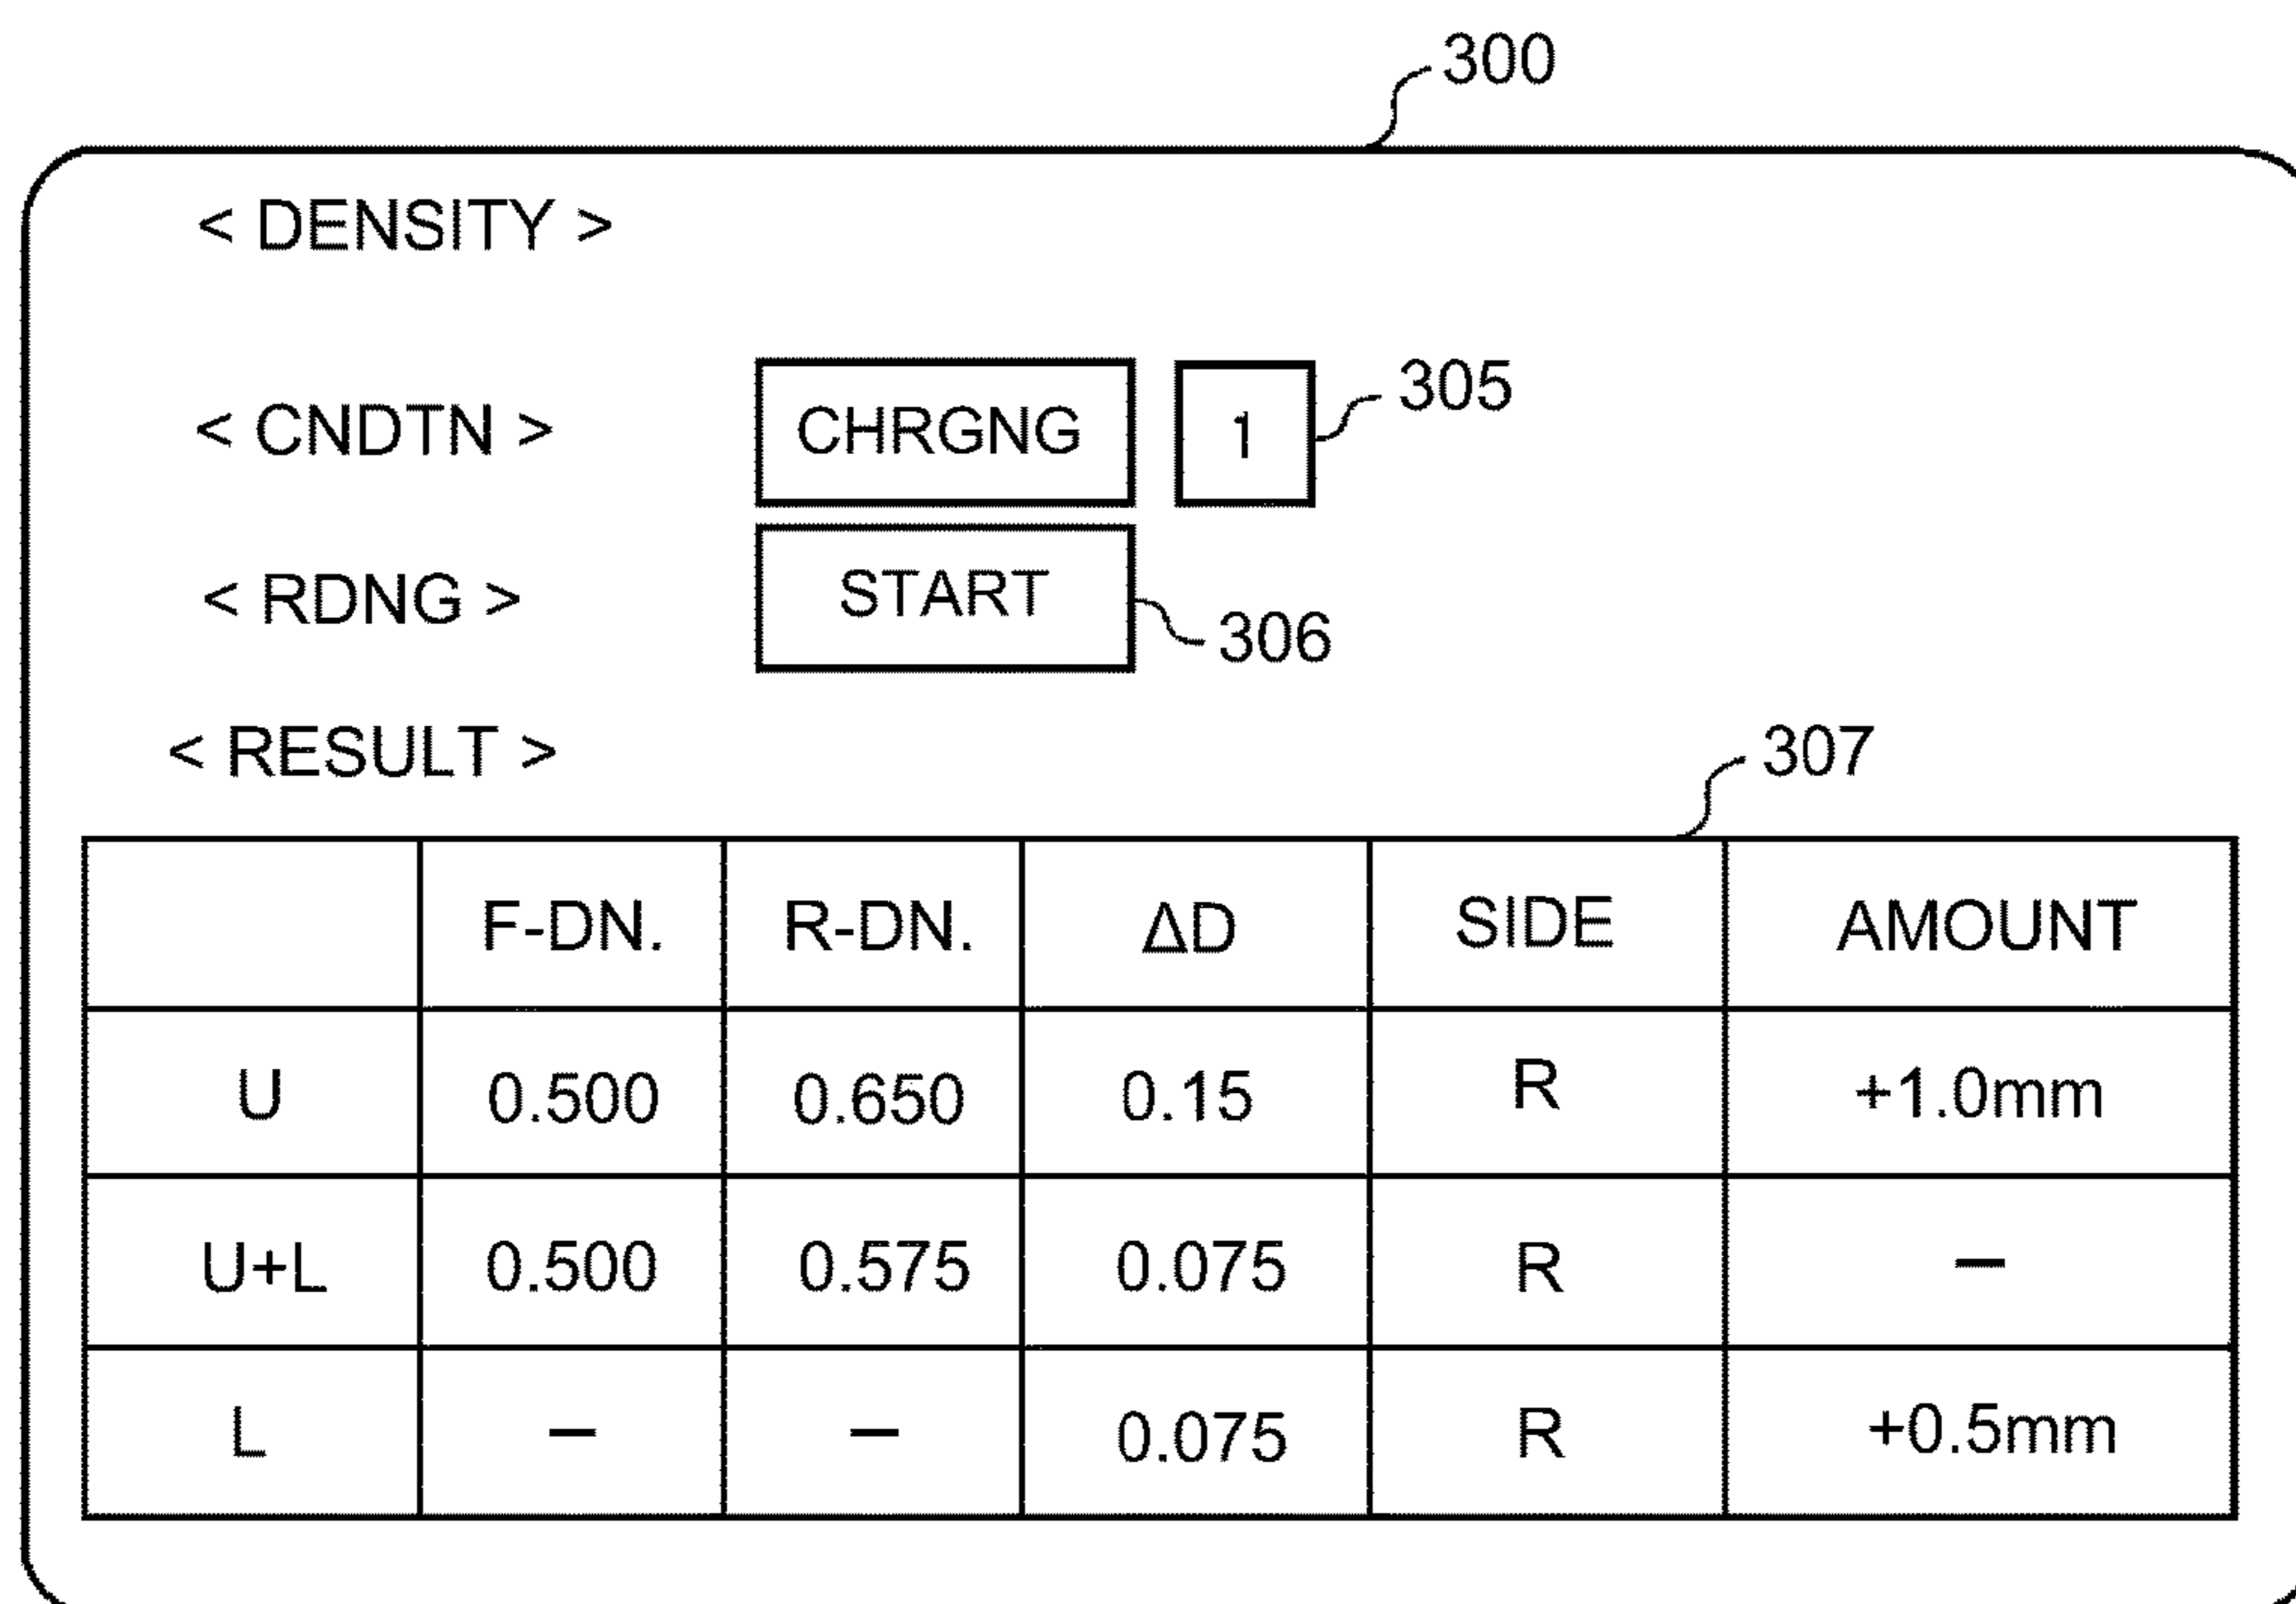 300
< DENSITY >
< CNDTN > CHRGNG 1 305
< RDNG > START 306
< RESULT > 307
F-DN. R-DN. ΔD SIDE AMOUNT
U 0.500 0.650 0.15 R +1.0mm
U+L 0.500 0.575 0.075 R –
L – – 0.075 R +0.5mm